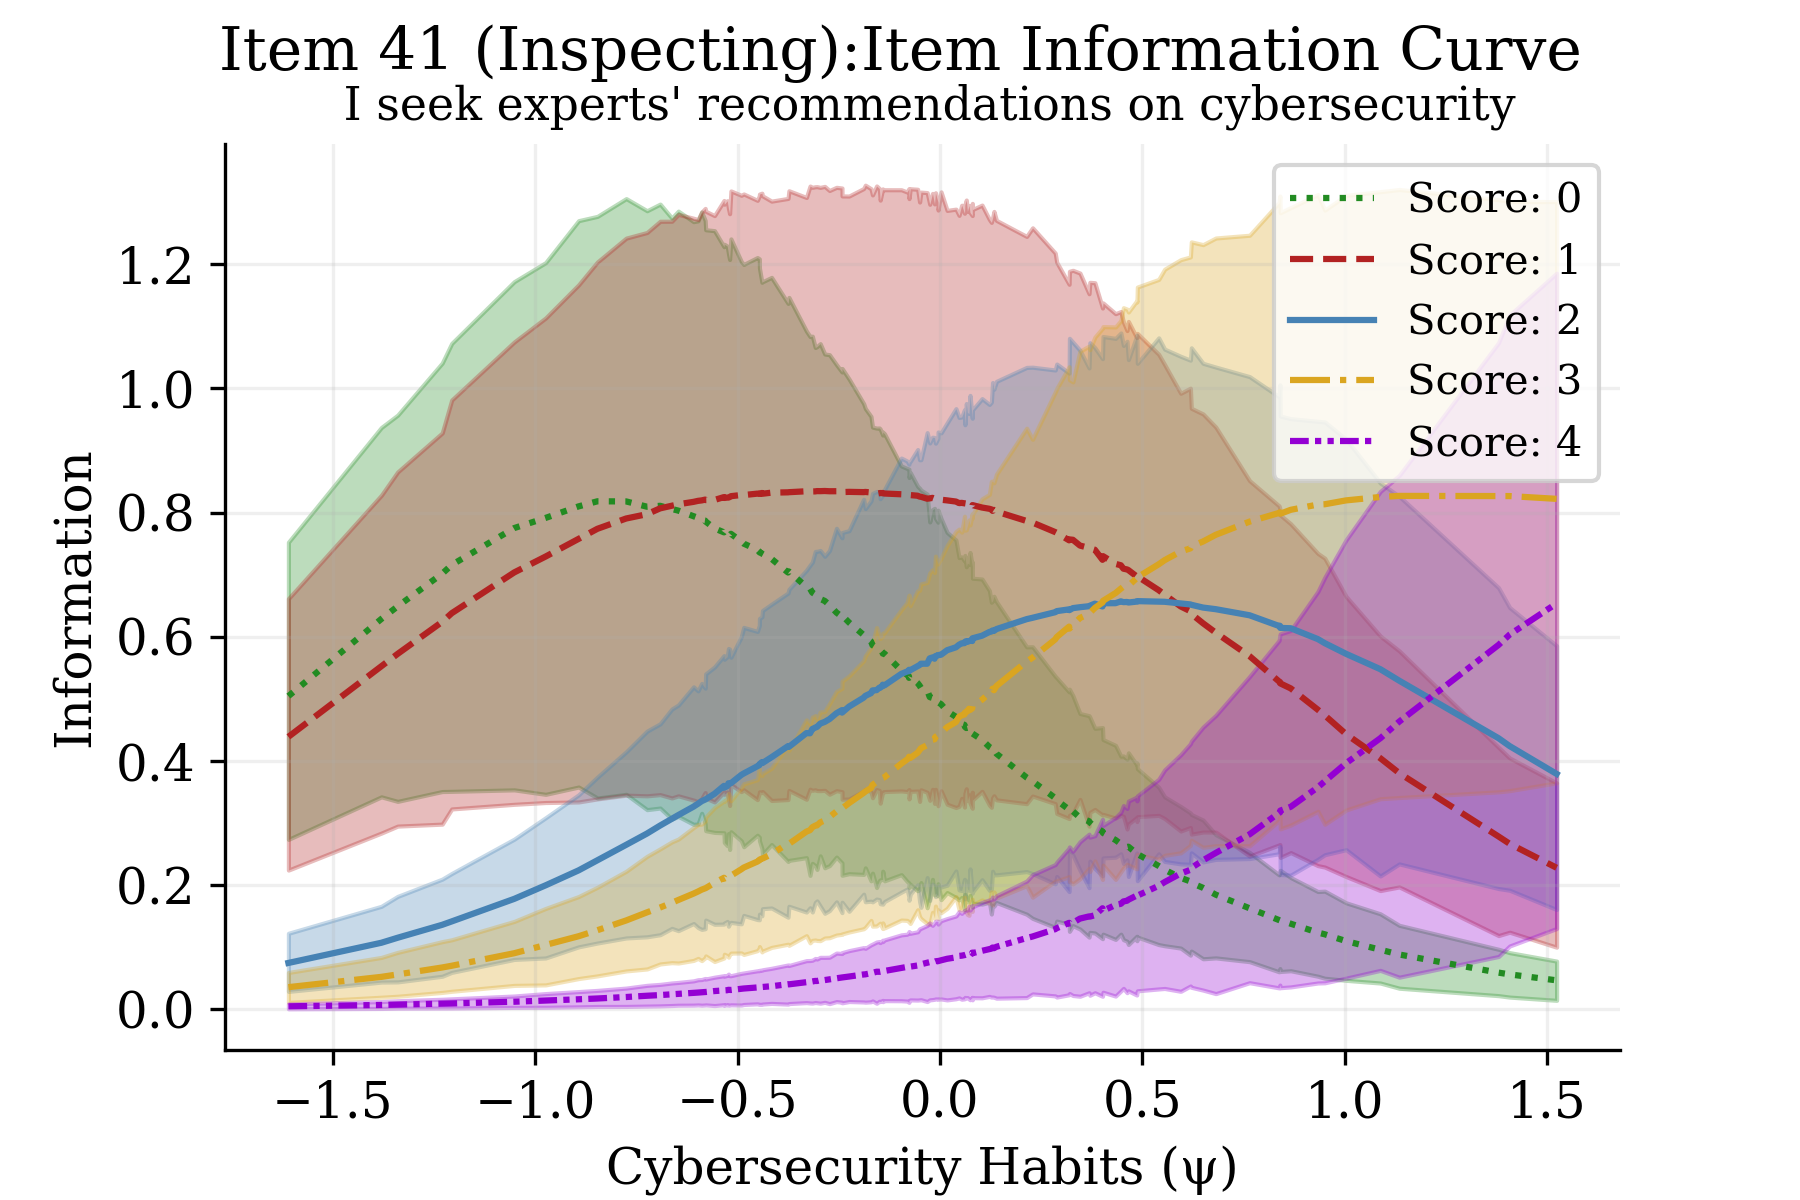 Item 41 (Inspecting):Item Information Curve
I seek experts' recommendations on cybersecurity
Score: 0
Score: 1
Score: 2
Score: 3
Score: 4
Information
1.2
1.0
0.8
0.6
0.4
0.2
0.0
−1.5 −1.0 −0.5 0.0 0.5 1.0 1.5
Cybersecurity Habits (ψ)